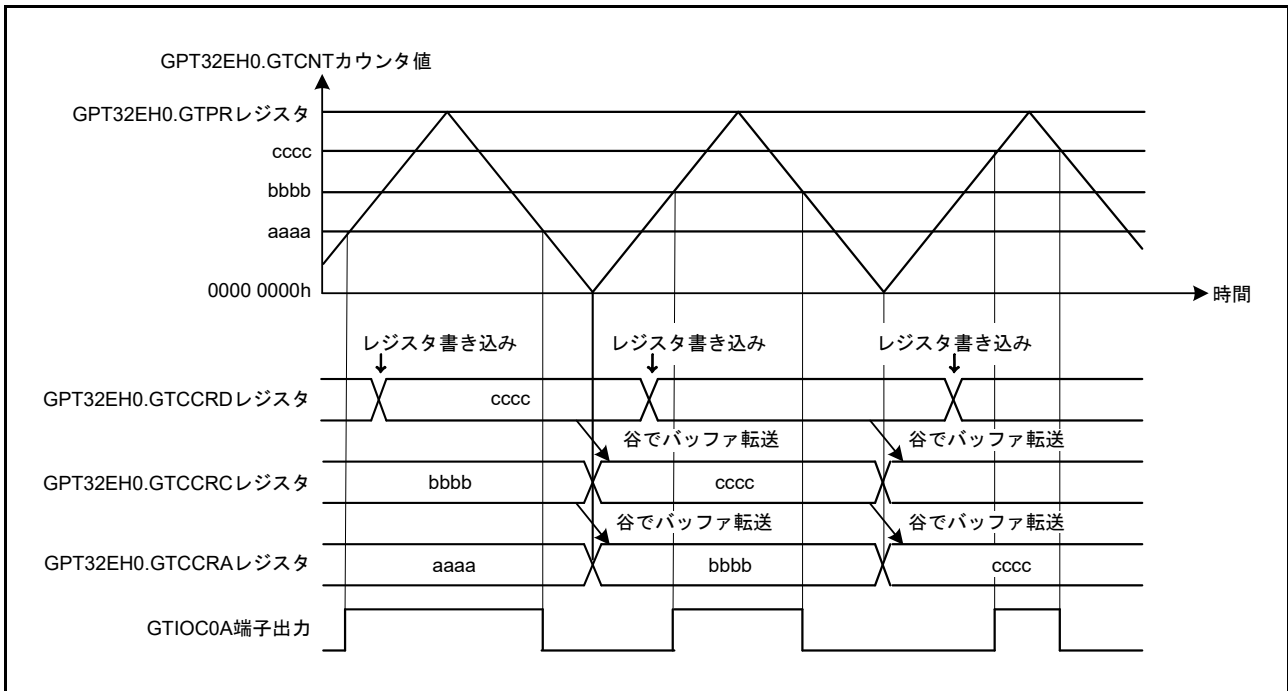 GPT32EH0.GTCNTカウンタ値
GPT32EH0.GTPRレジスタ
cccc
bbbb
aaaa
0000 0000h
時間
レジスタ書き込み レジスタ書き込み レジスタ書き込み
GPT32EH0.GTCCRDレジスタ cccc
谷でバッファ転送 谷でバッファ転送
GPT32EH0.GTCCRCレジスタ bbbb cccc
谷でバッファ転送 谷でバッファ転送
GPT32EH0.GTCCRAレジスタ aaaa bbbb cccc
GTIOC0A端子出力